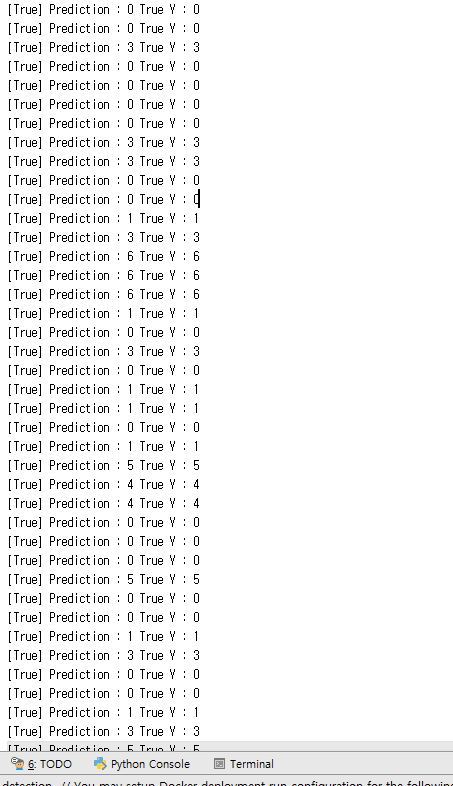 [True] Prediction : 0 True Y : 0
[True] Prediction : 0 True Y : 0
[True] Prediction : 3 True Y : 3
[True] Prediction : 0 True Y : 0
[True] Prediction : 0 True Y : 0
[True] Prediction : 0 True Y : 0
[True] Prediction : 0 True Y : 0
[True] Prediction : 3 True Y : 3
[True] Prediction : 3 True Y : 3
[True] Prediction : 0 True Y : 0
[True] Prediction : 0 True Y : 0
[True] Prediction : 1 True Y : 1
[True] Prediction : 3 True Y : 3
[True] Prediction : 6 True Y : 6
[True] Prediction : 6 True Y : 6
[True] Prediction : 6 True Y : 6
[True] Prediction : 1 True Y : 1
[True] Prediction : 0 True Y : 0
[True] Prediction : 3 True Y : 3
[True] Prediction : 0 True Y : 0
[True] Prediction : 1 True Y : 1
[True] Prediction : 1 True Y : 1
[True] Prediction : 0 True Y : 0
[True] Prediction : 1 True Y : 1
[True] Prediction : 5 True Y : 5
[True] Prediction : 4 True Y : 4
[True] Prediction : 4 True Y : 4
[True] Prediction : 0 True Y : 0
[True] Prediction : 0 True Y : 0
[True] Prediction : 0 True Y : 0
[True] Prediction : 5 True Y : 5
[True] Prediction : 0 True Y : 0
[True] Prediction : 0 True Y : 0
[True] Prediction : 1 True Y : 1
[True] Prediction : 3 True Y : 3
[True] Prediction : 0 True Y : 0
[True] Prediction : 0 True Y : 0
[True] Prediction : 1 True Y : 1
[True] Prediction : 3 True Y : 3
[True] Prediction : 5 True Y : 5
6: TODO Python Console Terminal
detection. // You may setup Docker deployment run configuration for the following